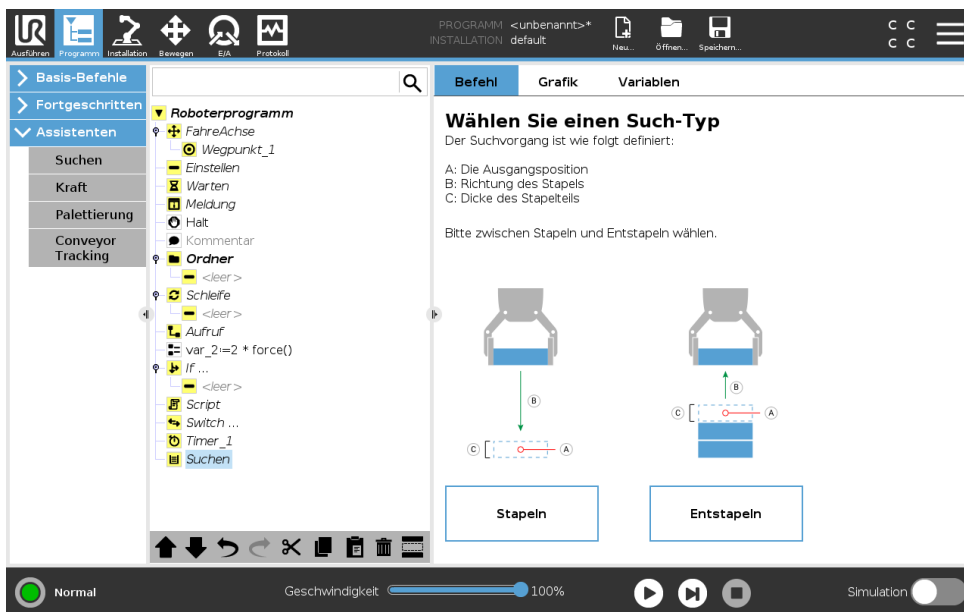 UR
Ausführen
Programm
Installation
Bewegen
E/A
Protokoll
PROGRAMM <unbenannt>*
INSTALLATION default
Neu...
Öffnen...
Speichern...
C C
C C
Basis-Befehle
Fortgeschritten
Assistenten
Suchen
Kraft
Palettierung
Conveyor
Tracking
Roboterprogramm
FahreAchse
Wegpunkt_1
Einstellen
Warten
Meldung
Halt
Kommentar
Ordner
<leer>
Schleife
<leer>
Aufruf
var_2:=2 * force()
If ...
<leer>
Script
Switch ...
Timer_1
Suchen
Befehl Grafik Variablen
Wählen Sie einen Such-Typ
Der Suchvorgang ist wie folgt definiert:
A: Die Ausgangsposition
B: Richtung des Stapels
C: Dicke des Stapelteils
Bitte zwischen Stapeln und Entstapeln wählen.
B
C A
B
C A
Stapeln
Entstapeln
Normal
Geschwindigkeit 100%
Simulation